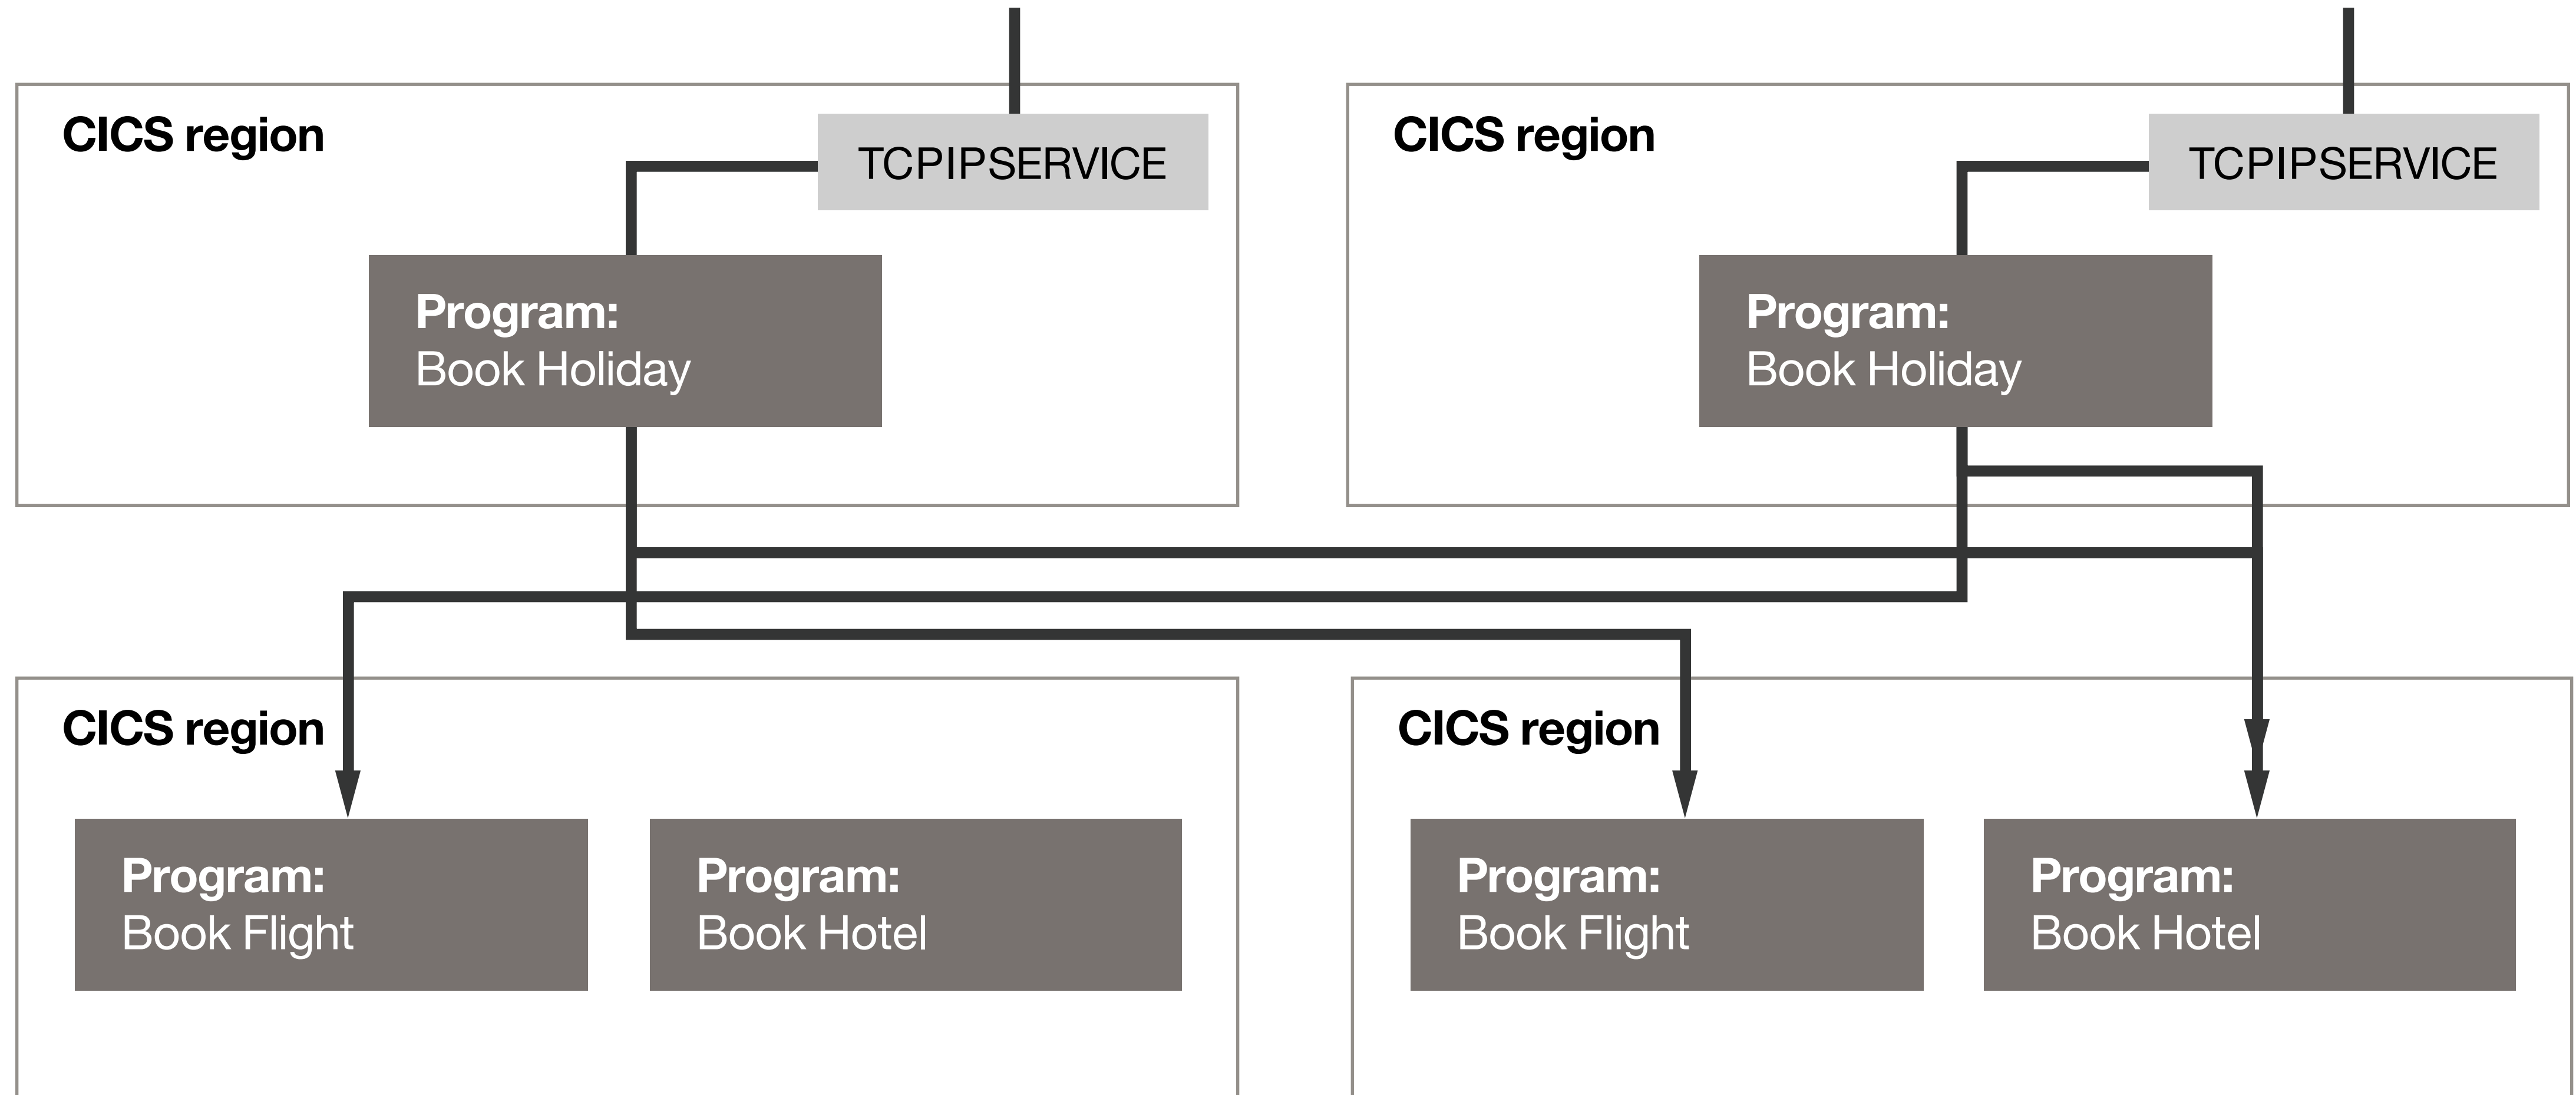 CICS region
TCPIPSERVICE
Program:
Book Holiday
CICS region
TCPIPSERVICE
Program:
Book Holiday
CICS region
Program:
Book Flight
Program:
Book Hotel
CICS region
Program:
Book Flight
Program:
Book Hotel